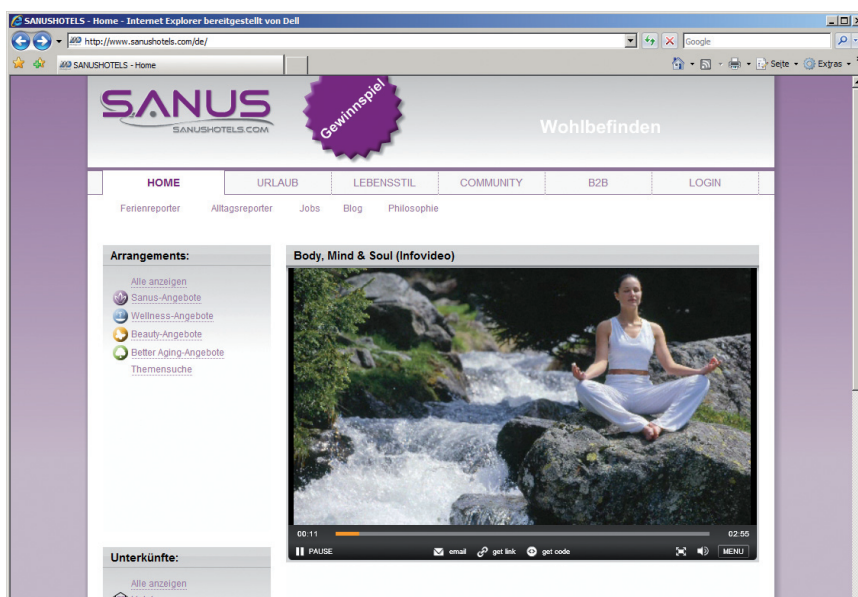 SANUSHOTELS - Home - Internet Explorer bereitgestellt von Dell
http://www.sanushotels.com/de/
Google
SANUSHOTELS - Home
Seite
Extras
SANUS
SANUSHOTELS.COM
Gewinnspiel
Wohlbefinden
HOME URLAUB LEBENSSTIL COMMUNITY B2B LOGIN
Ferienreporter Alltagsreporter Jobs Blog Philosophie
Arrangements:
Alle anzeigen
Sanus-Angebote
Wellness-Angebote
Beauty-Angebote
Better Aging-Angebote
Themensuche
Body, Mind & Soul (Infovideo)
00:11 02:55
PAUSE email get link get code MENU
Unterkünfte:
Alle anzeigen